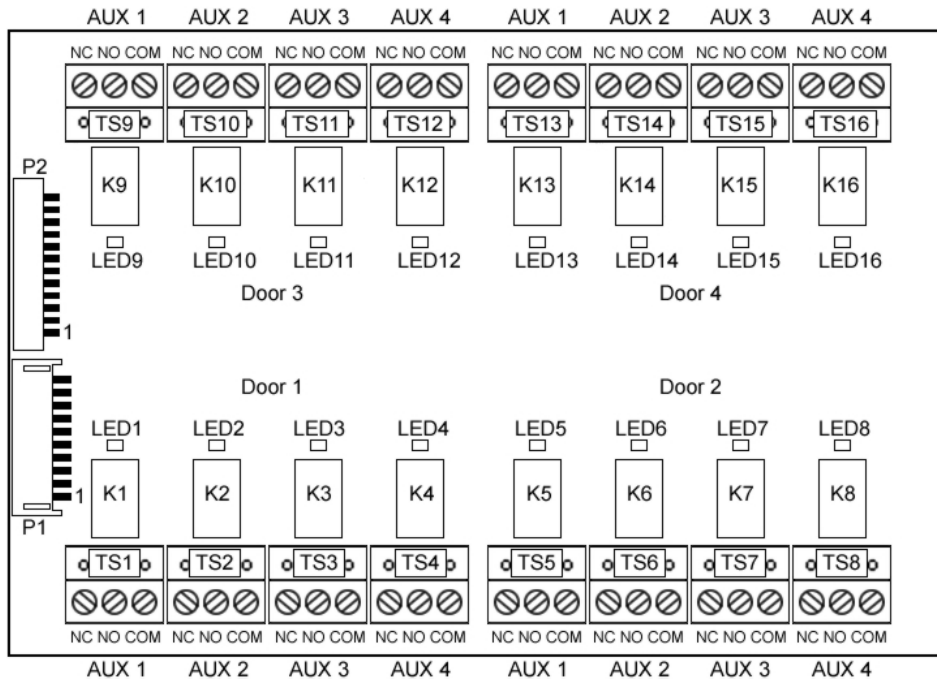 AUX 1 AUX 2 AUX 3 AUX 4 AUX 1 AUX 2 AUX 3 AUX 4
NC NO COM NC NO COM NC NO COM NC NO COM NC NO COM NC NO COM NC NO COM NC NO COM
TS9 TS10 TS11 TS12 TS13 TS14 TS15 TS16
P2
K9 K10 K11 K12 K13 K14 K15 K16
LED9 LED10 LED11 LED12 LED13 LED14 LED15 LED16
Door 3 Door 4
1
Door 1 Door 2
LED1 LED2 LED3 LED4 LED5 LED6 LED7 LED8
K1 K2 K3 K4 K5 K6 K7 K8
1
P1
TS1 TS2 TS3 TS4 TS5 TS6 TS7 TS8
NC NO COM NC NO COM NC NO COM NC NO COM NC NO COM NC NO COM NC NO COM NC NO COM
AUX 1 AUX 2 AUX 3 AUX 4 AUX 1 AUX 2 AUX 3 AUX 4